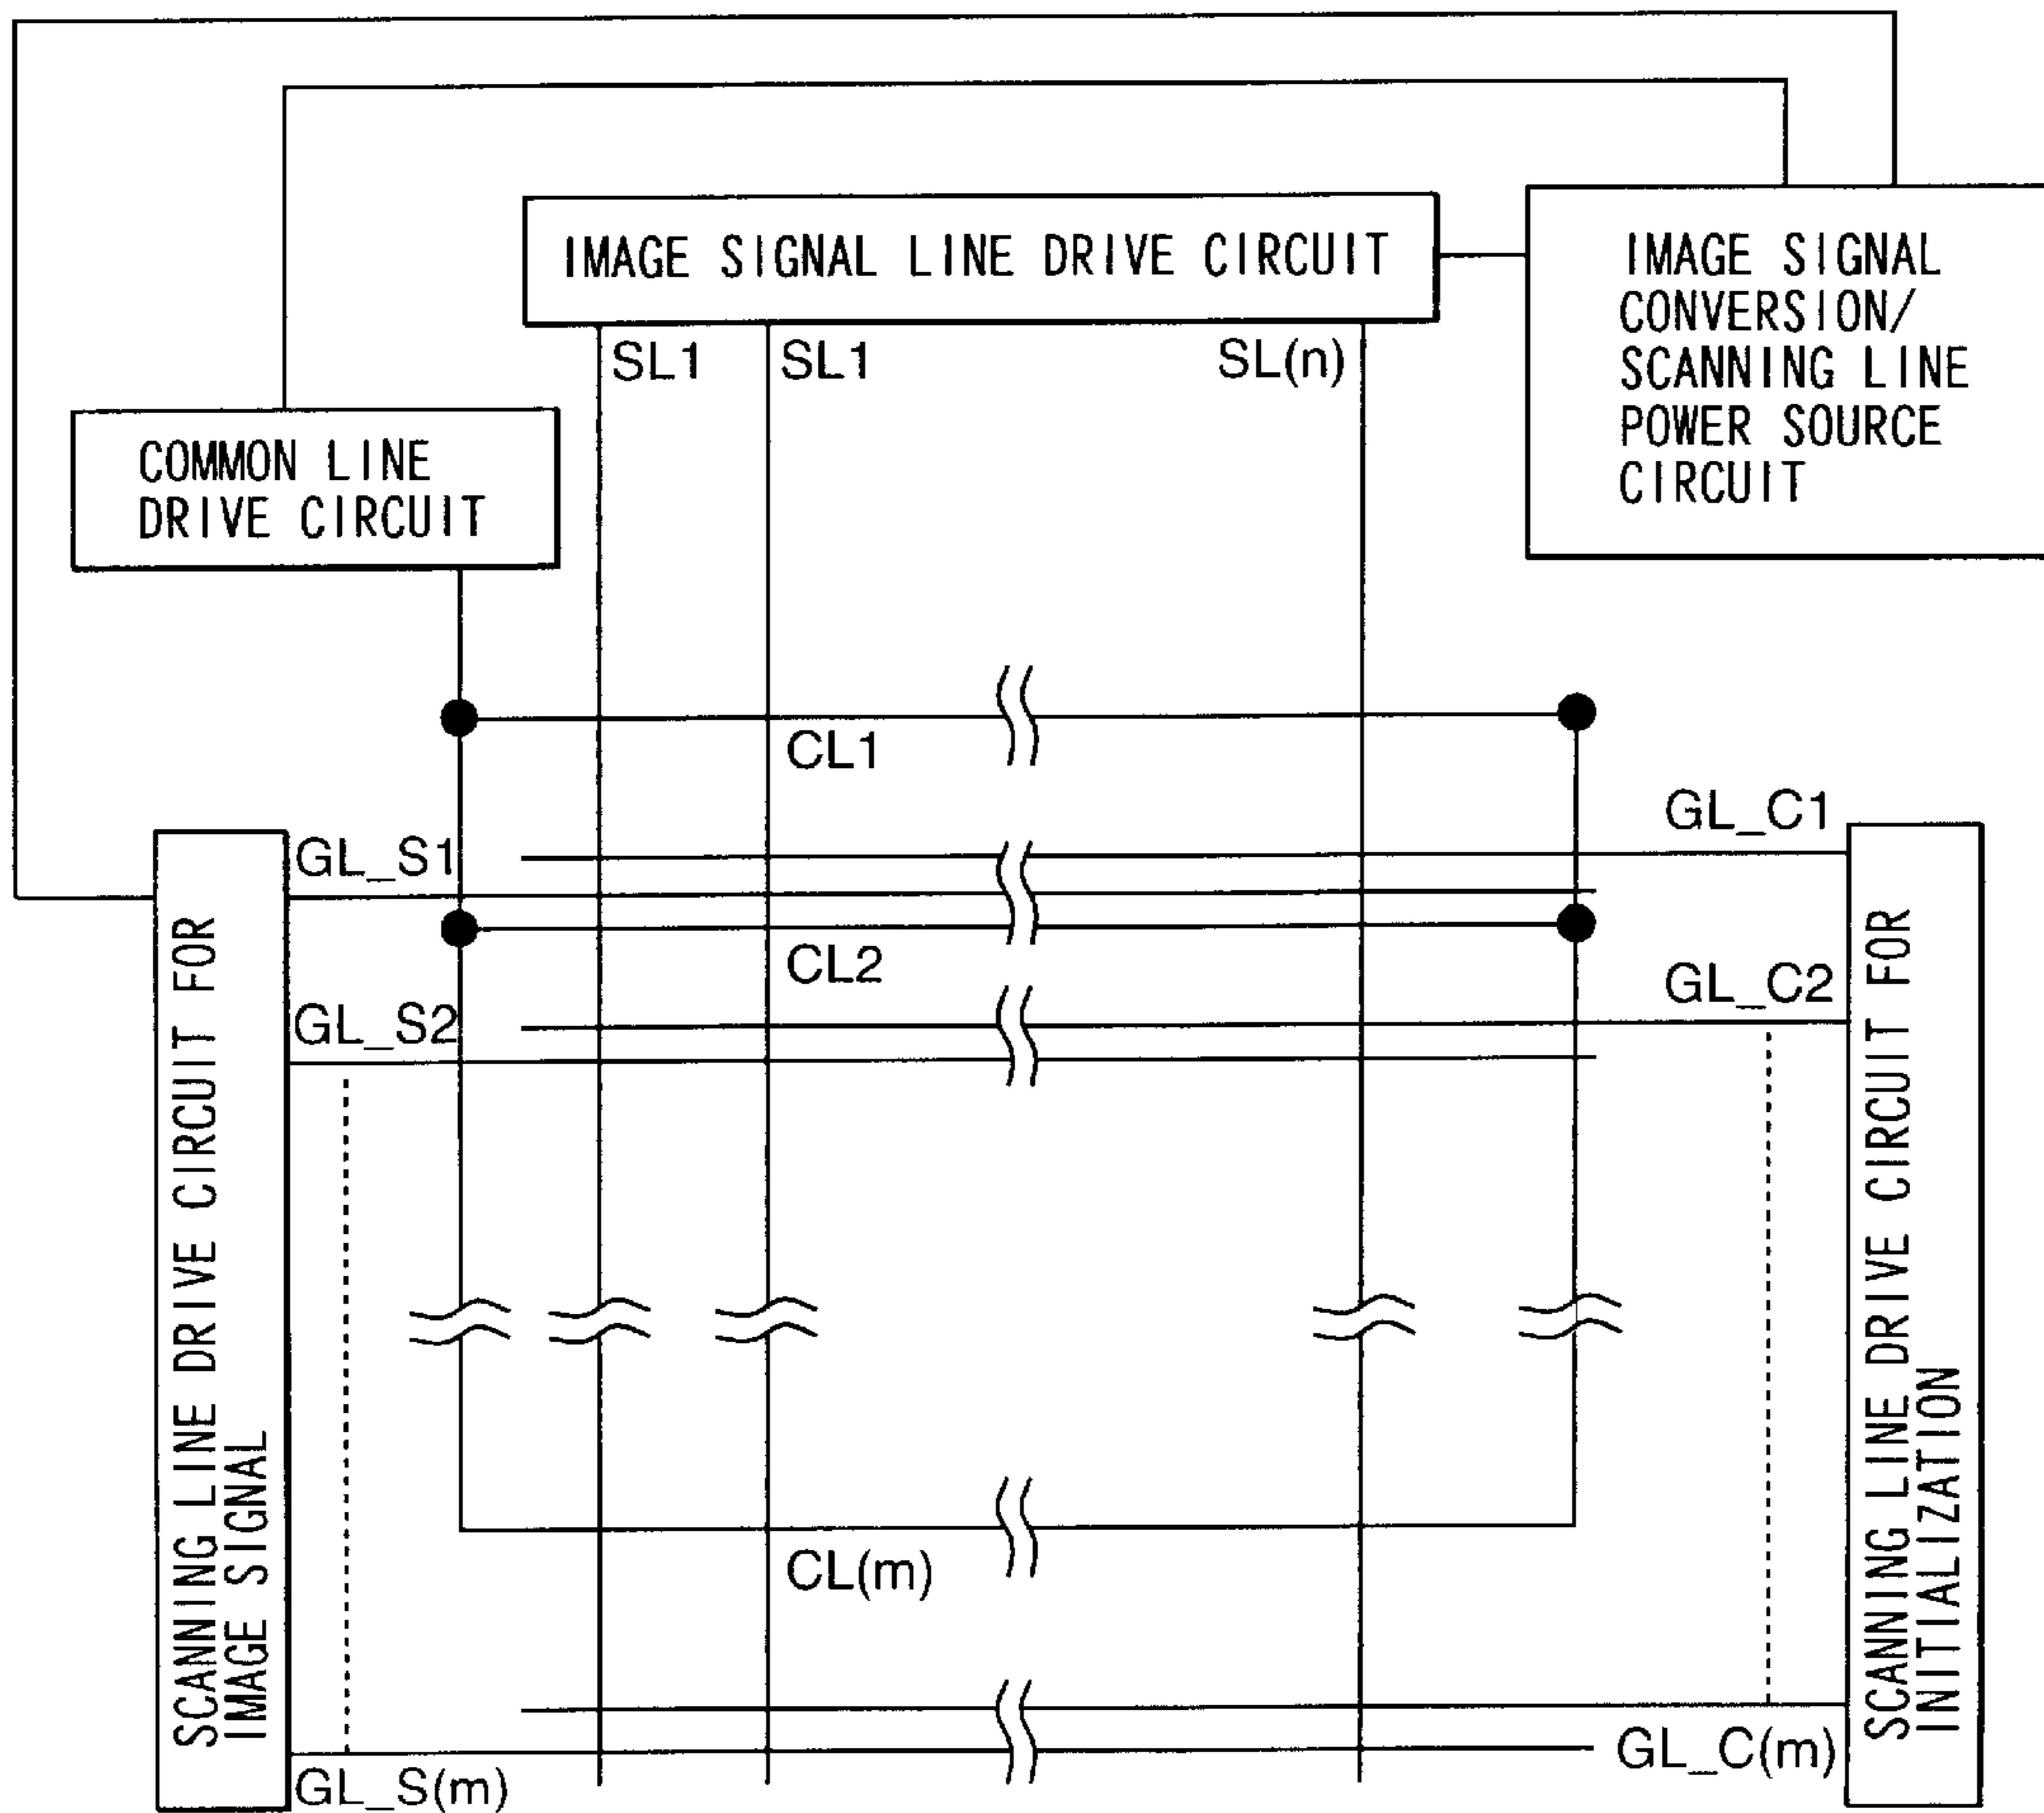 IMAGE SIGNAL LINE DRIVE CIRCUIT
IMAGE SIGNAL
CONVERSION/
SCANNING LINE
POWER SOURCE
CIRCUIT
SL1
SL1
SL(n)
COMMON LINE
DRIVE CIRCUIT
CL1
GL_C1
GL_S1
CL2
GL_C2
GL_S2
SCANNING LINE DRIVE CIRCUIT FOR
IMAGE SIGNAL
SCANNING LINE DRIVE CIRCUIT FOR
INITIALIZATION
CL(m)
GL_C(m)
GL_S(m)